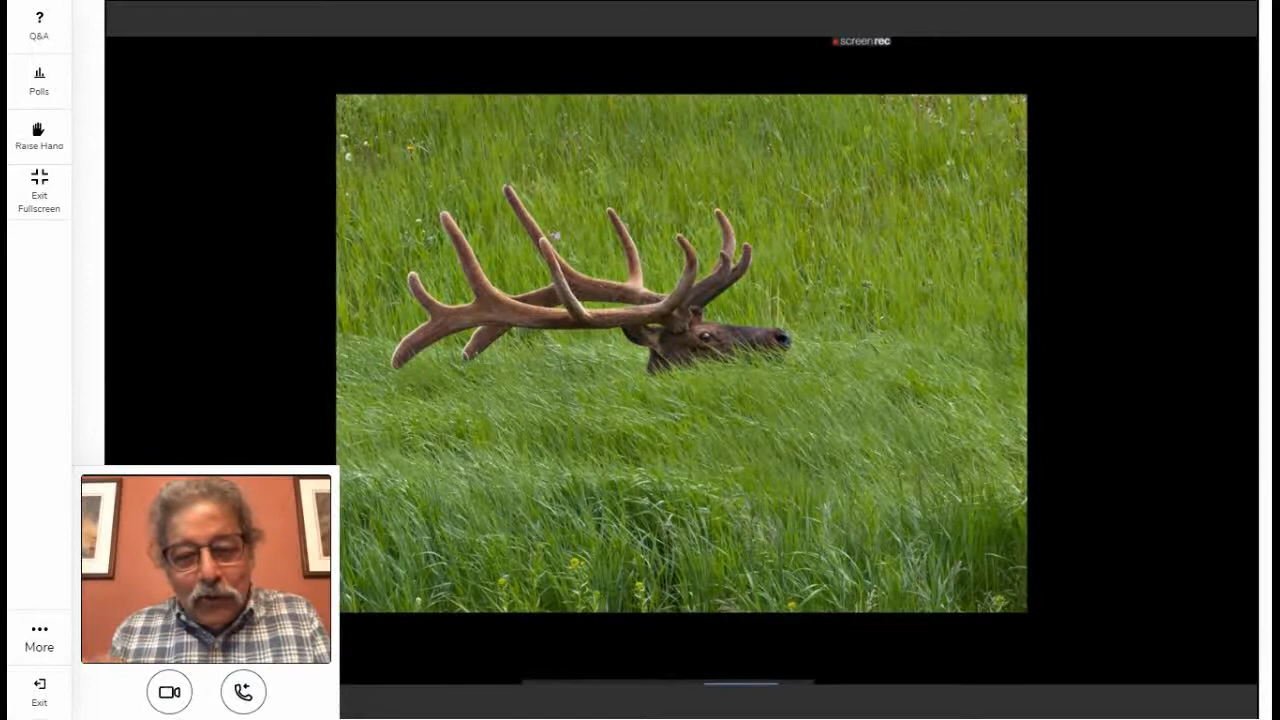 ?
Q&A
Polls
Raise Hand
Exit
Fullscreen
screenrec
More
Exit